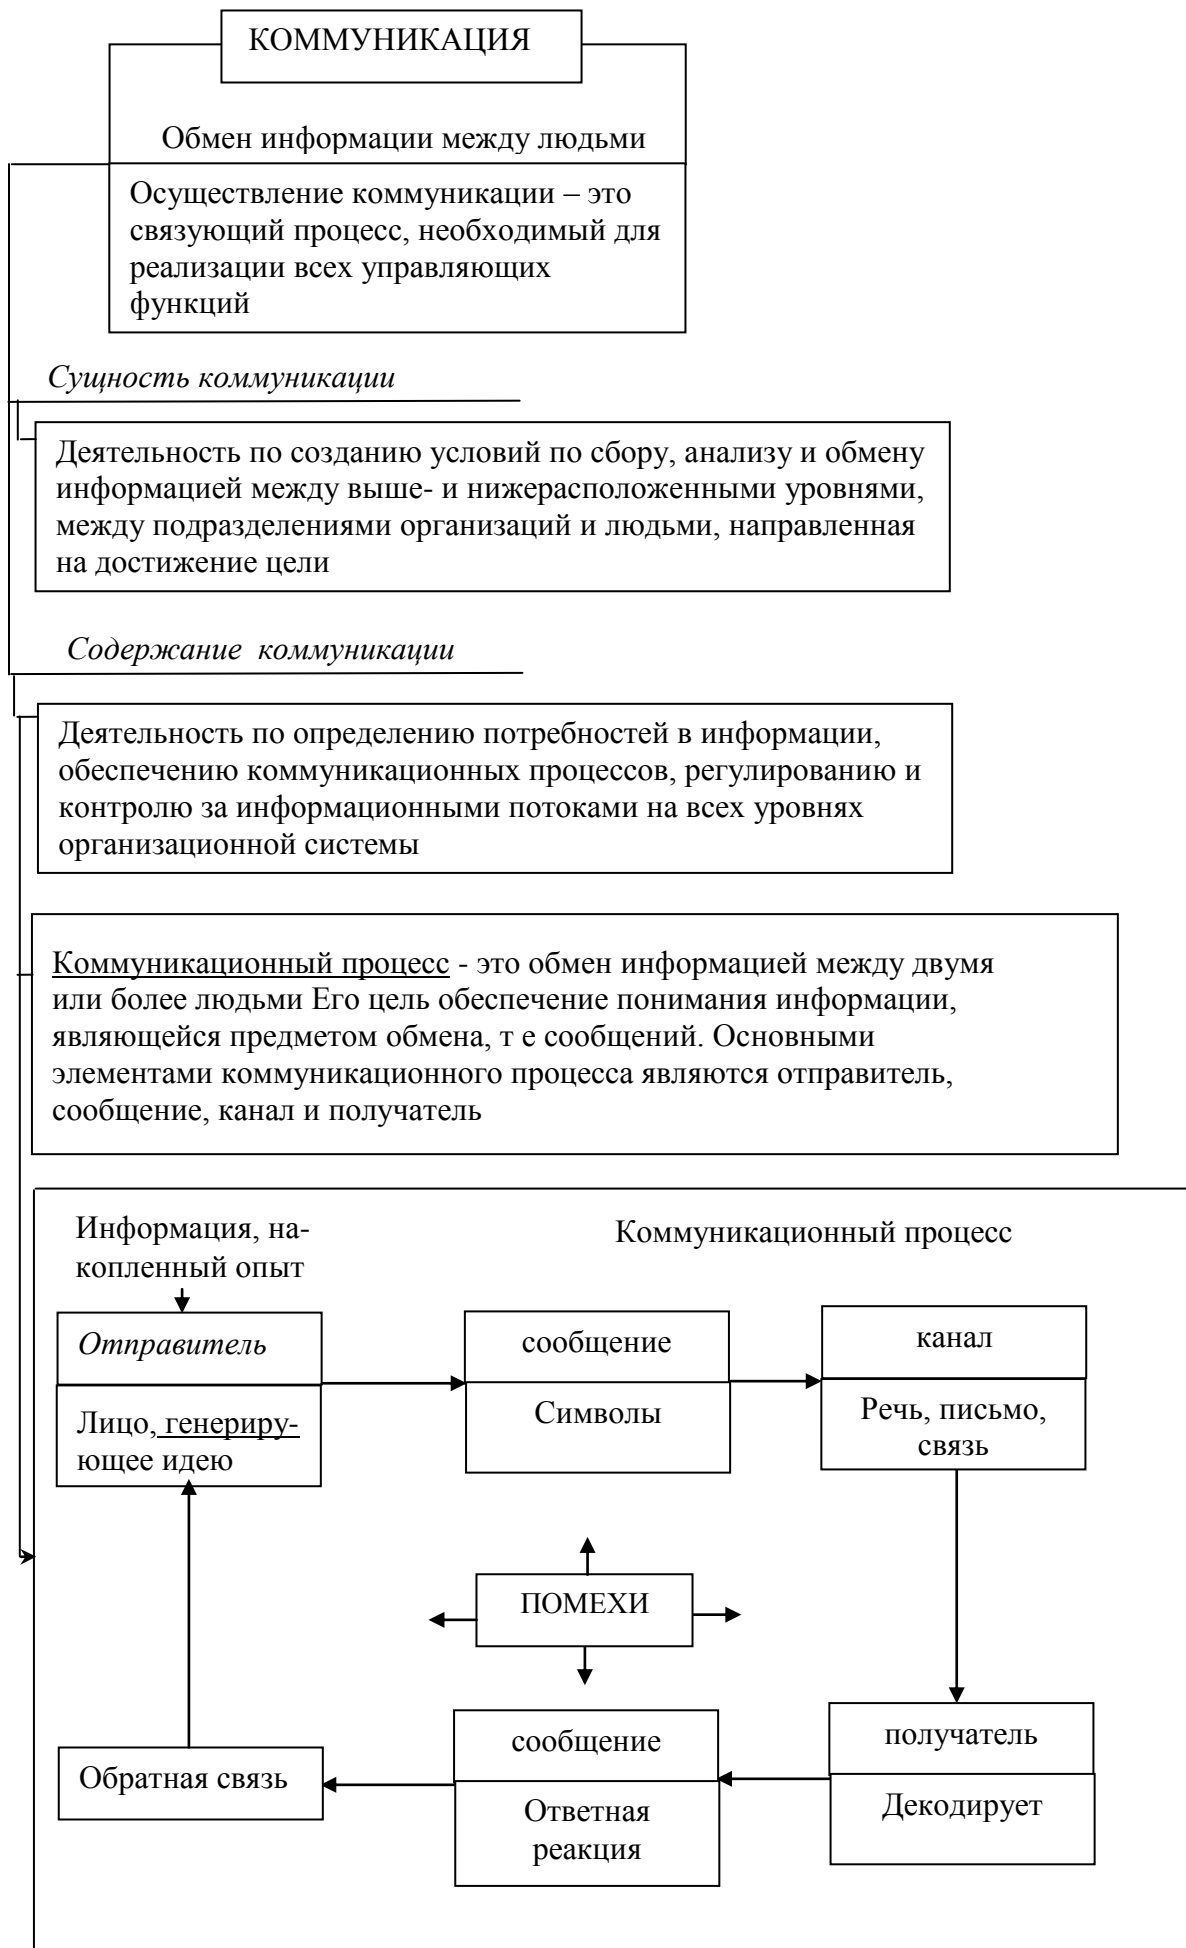 КОММУНИКАЦИЯ
Обмен информации между людьми
Осуществление коммуникации – это
связующий процесс, необходимый для
реализации всех управляющих
функций
Сущность коммуникации
Деятельность по созданию условий по сбору, анализу и обмену
информацией между выше- и нижерасположенными уровнями,
между подразделениями организаций и людьми, направленная
на достижение цели
Содержание коммуникации
Деятельность по определению потребностей в информации,
обеспечению коммуникационных процессов, регулированию и
контролю за информационными потоками на всех уровнях
организационной системы
Коммуникационный процесс - это обмен информацией между двумя
или более людьми Его цель обеспечение понимания информации,
являющейся предметом обмена, т е сообщений. Основными
элементами коммуникационного процесса являются отправитель,
сообщение, канал и получатель
Информация, на-
копленный опыт
Коммуникационный процесс
Отправитель
Лицо, генерирую-
ющее идею
сообщение
Символы
канал
Речь, письмо,
связь
ПОМЕХИ
Обратная связь
сообщение
Ответная
реакция
получатель
Декодирует